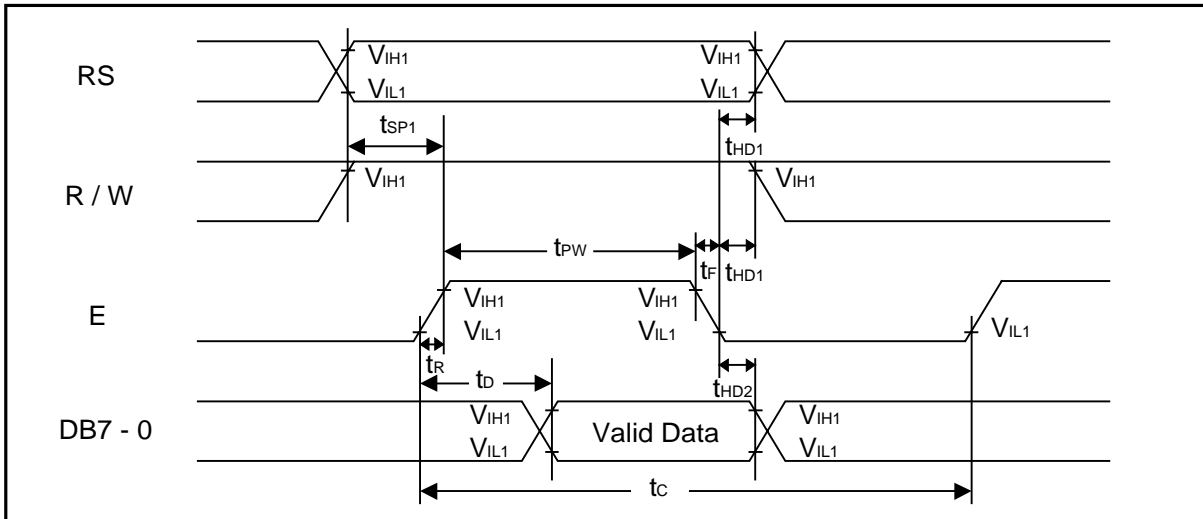 RS
VIH1
VIL1
VIH1
VIL1
tSP1
tHD1
R / W
VIH1
VIH1
tPW
tF
tHD1
E
VIH1
VIL1
VIH1
VIL1
VIL1
tR
tD
tHD2
DB7 - 0
VIH1
VIL1
Valid Data
VIH1
VIL1
tC